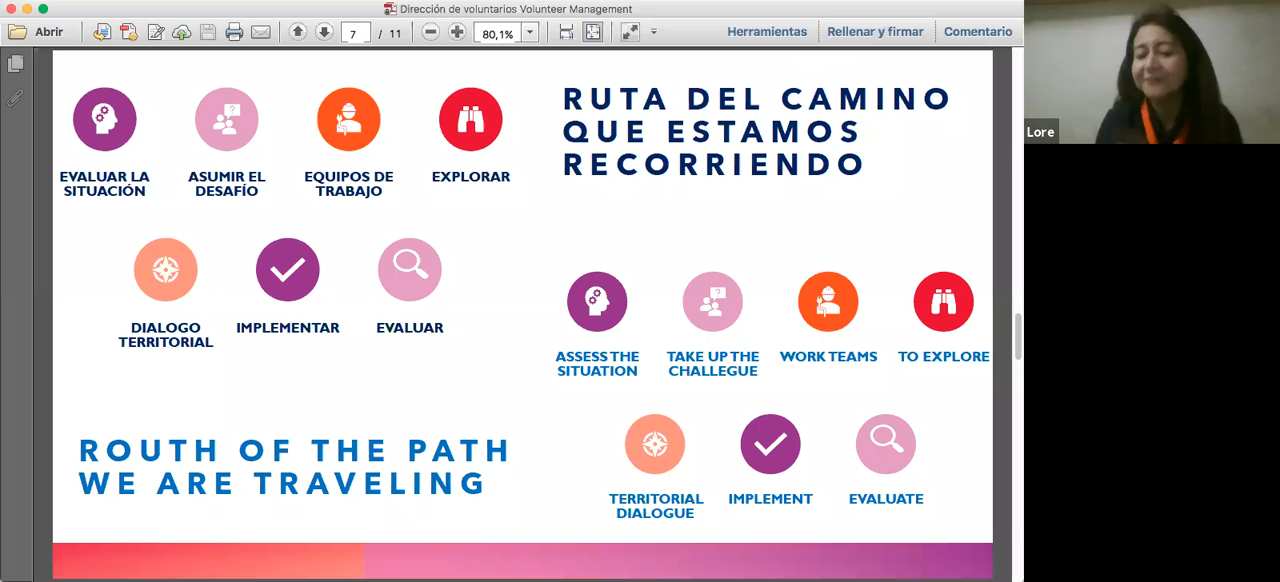 Dirección de voluntarios Volunteer Management
Abrir
7 / 11
80,1%
Herramientas
Rellenar y firmar
Comentario
RUTA DEL CAMINO
QUE ESTAMOS
RECORRIENDO
EVALUAR LA
SITUACIÓN
ASUMIR EL
DESAFÍO
EQUIPOS DE
TRABAJO
EXPLORAR
DIALOGO
TERRITORIAL
IMPLEMENTAR
EVALUAR
ROUTH OF THE PATH
WE ARE TRAVELING
ASSESS THE
SITUATION
TAKE UP THE
CHALLEGUE
WORK TEAMS
TO EXPLORE
TERRITORIAL
DIALOGUE
IMPLEMENT
EVALUATE
Lore